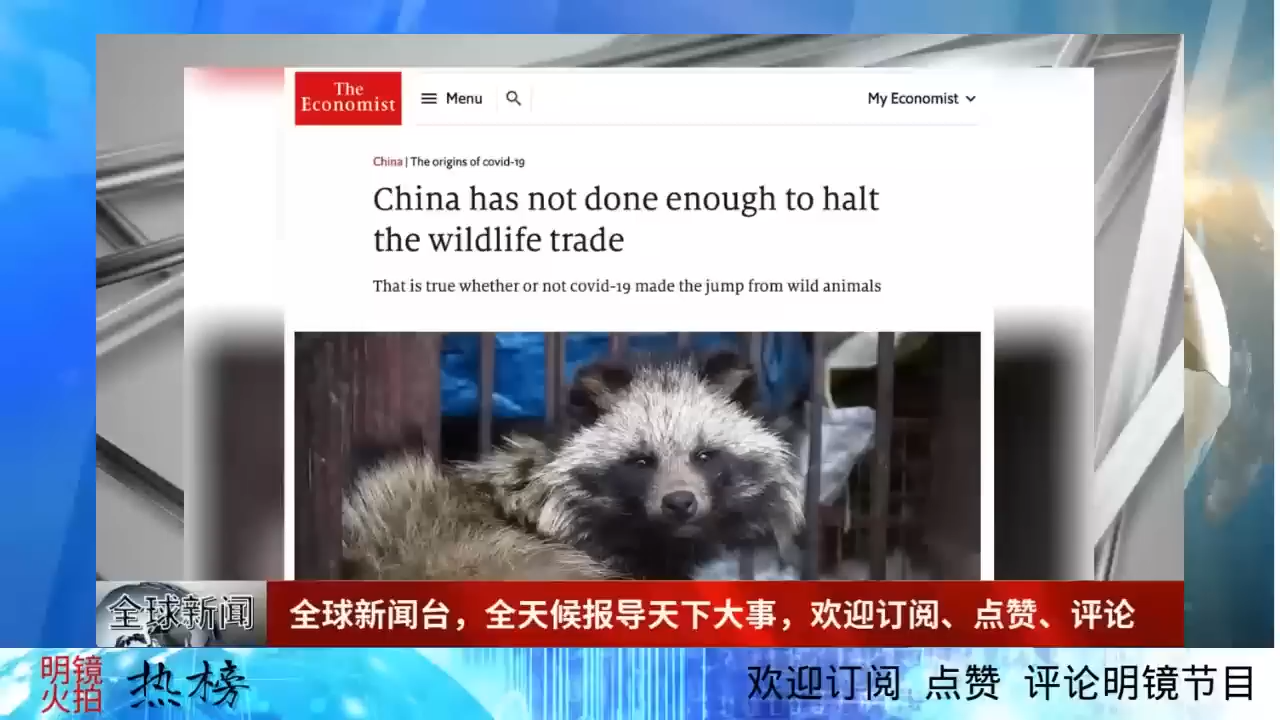 The
Economist
Menu
My Economist
China | The origins of covid-19
China has not done enough to halt
the wildlife trade
That is true whether or not covid-19 made the jump from wild animals
全球新闻
全球新闻台，全天候报导天下大事，欢迎订阅、点赞、评论
明镜
火拍
热榜
欢迎订阅 点赞 评论明镜节目